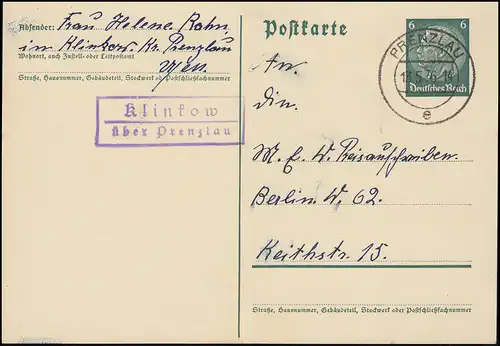 Absender: Frau Helene Rahn,
in Klinkow, Kr. Prenzlau
Wohnort, auch Zustell- oder Leitpostamt
Straße, Hausnummer, Gebäudeteil, Stockwerk od. Postschließfachnummer
Klinkow
über Prenzlau
Postkarte
6 6
Deutsches Reich
PRENZLAU
e
An
die
M. E. W. Preisausschreiben.
Berlin W. 62.
Keithstr. 15.
Straße, Hausnummer, Gebäudeteil, Stockwerk oder Postschließfachnummer